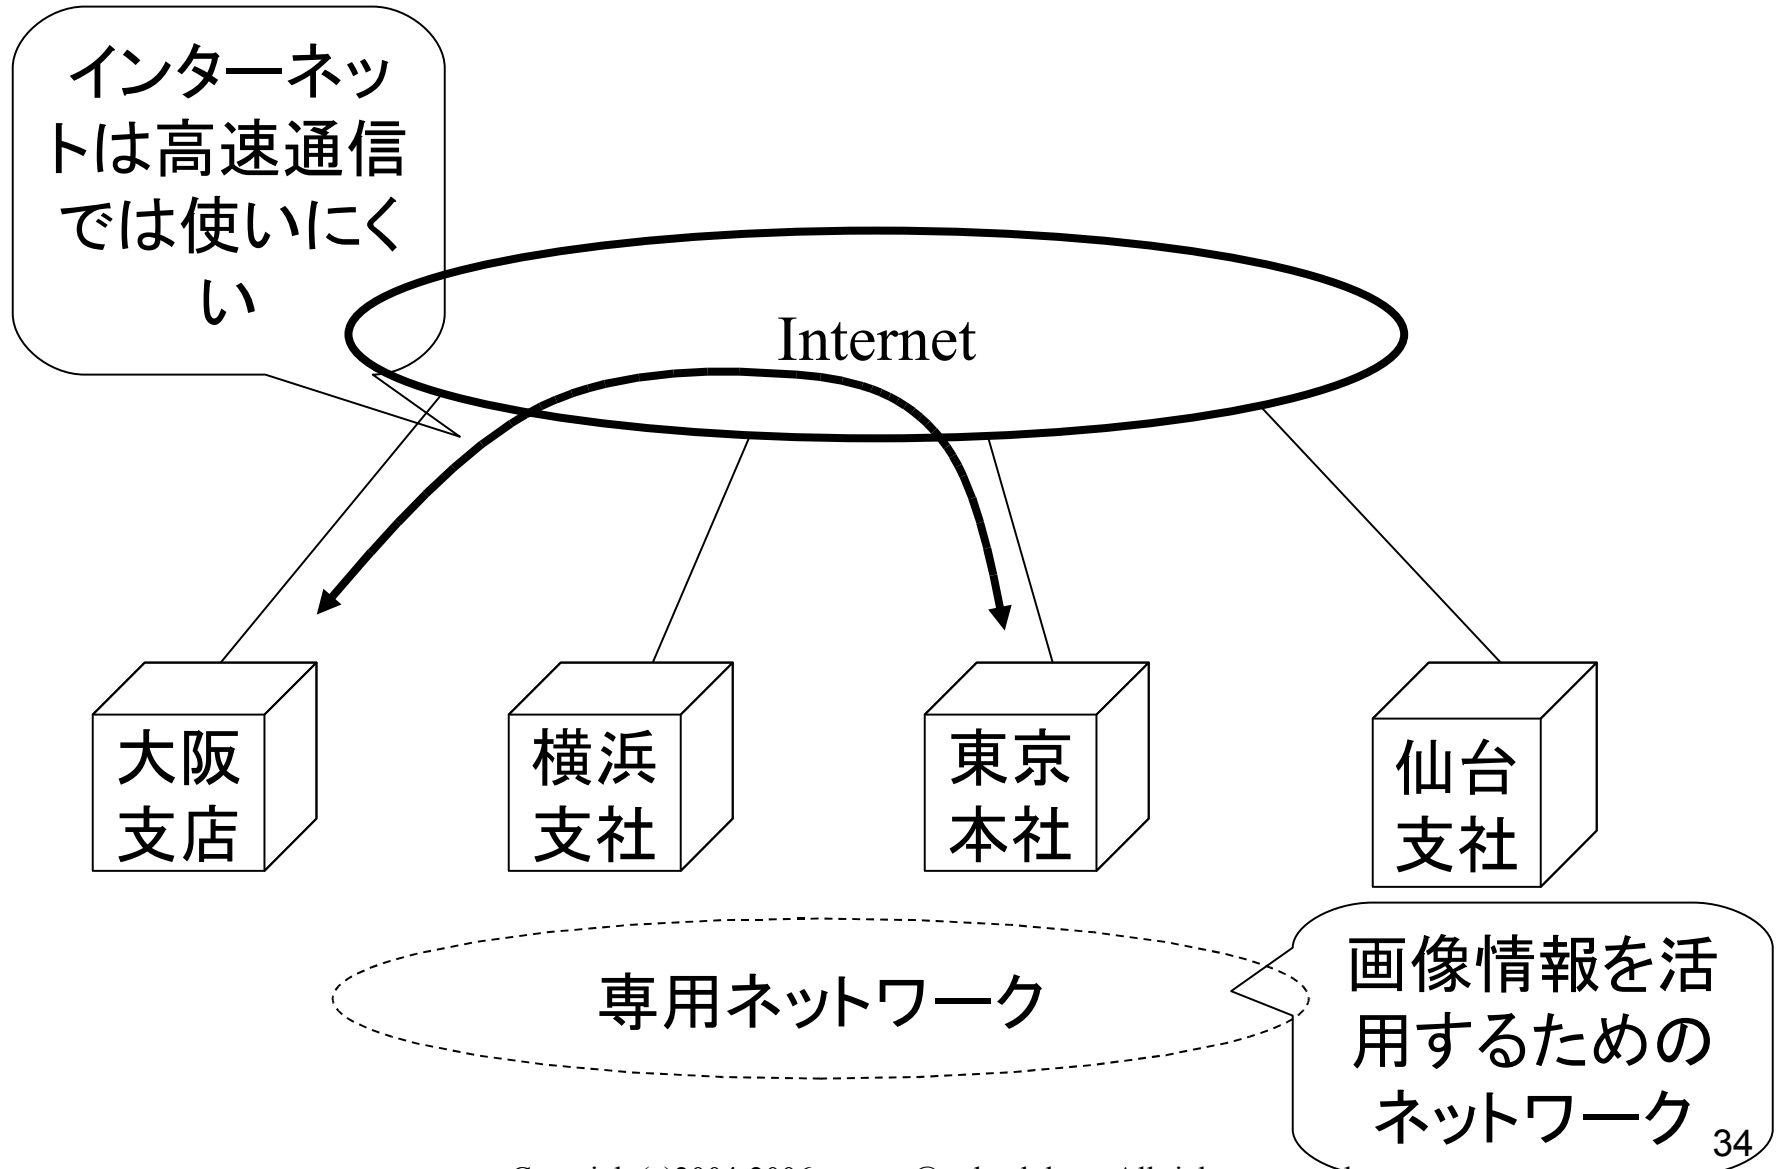 インターネッ
トは高速通信
では使いにく
い
Internet
大阪
支店
横浜
支社
東京
本社
仙台
支社
専用ネットワーク
画像情報を活
用するための
ネットワーク
34